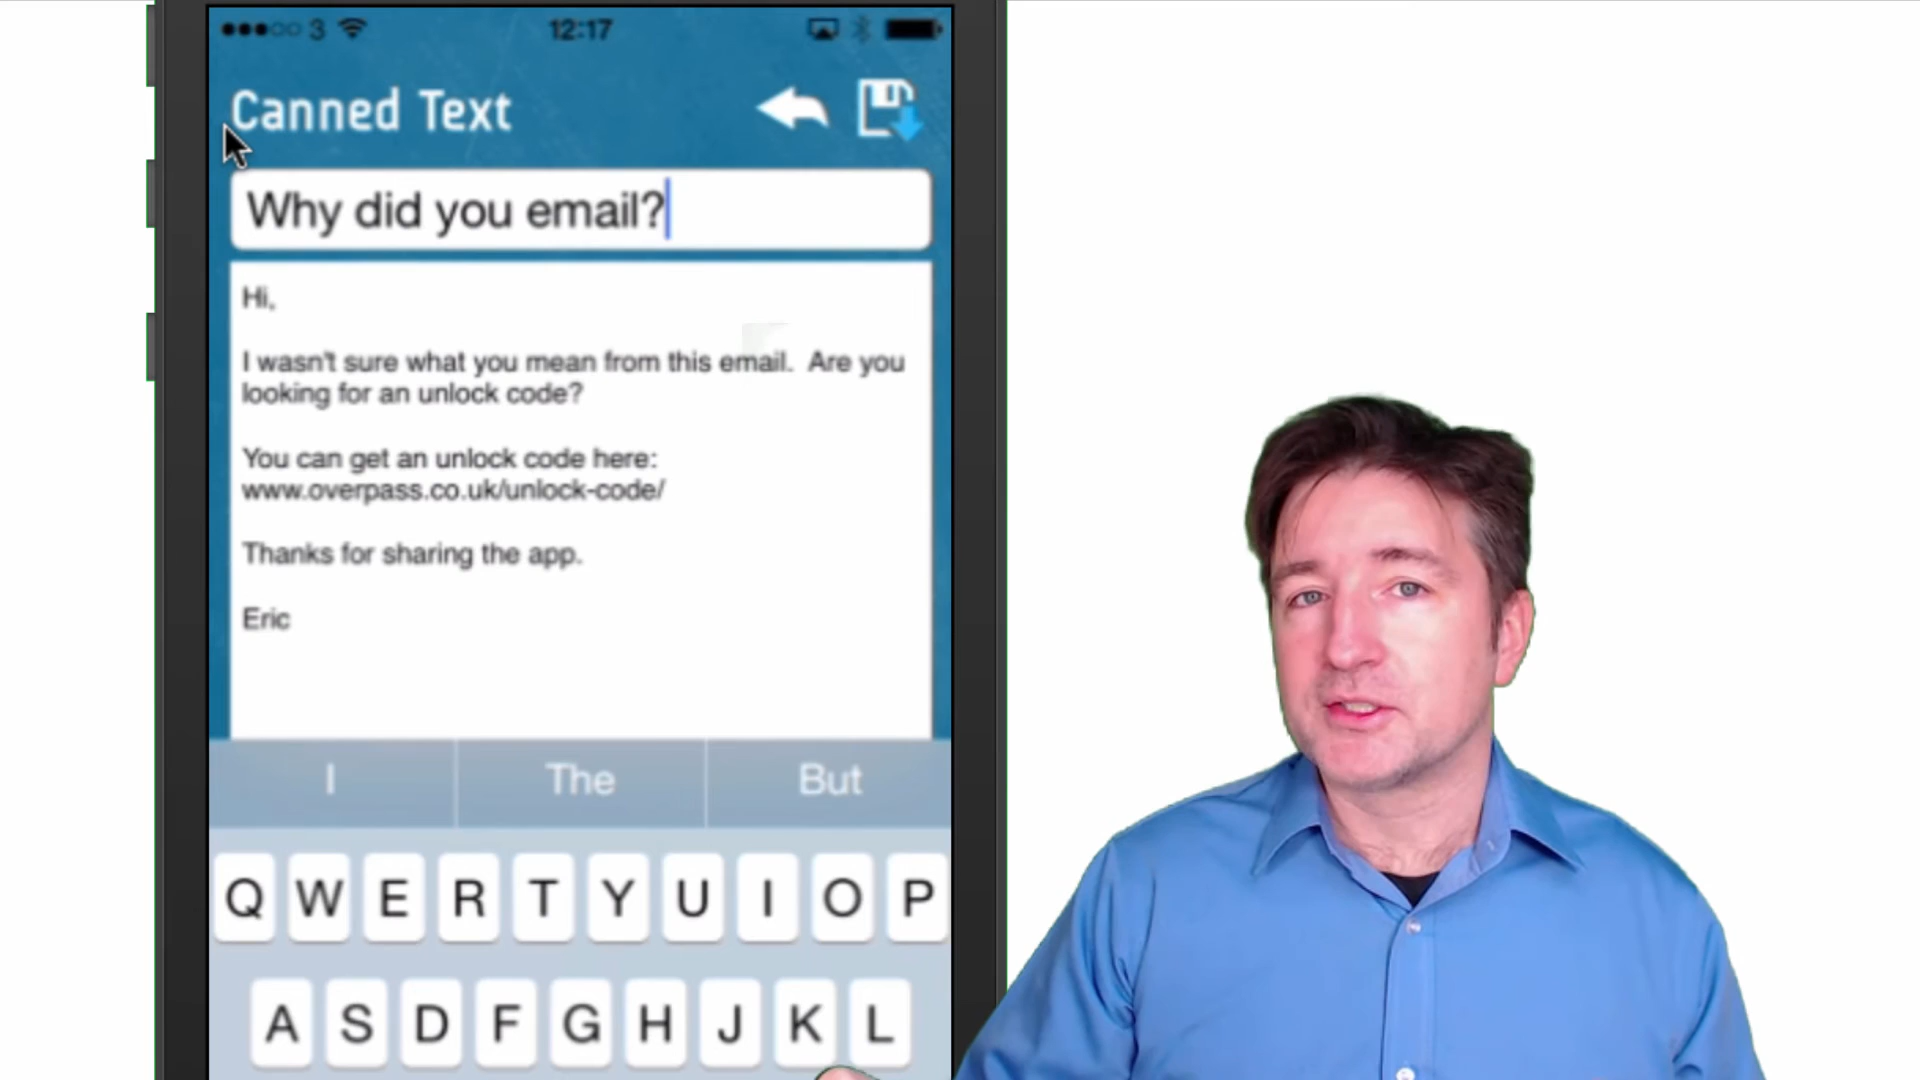 3 12:17
Canned Text
Why did you email?
Hi,
I wasn't sure what you mean from this email. Are you
looking for an unlock code?
You can get an unlock code here:
www.overpass.co.uk/unlock-code/
Thanks for sharing the app.
Eric
I The But
Q W E R T Y U I O P
A S D F G H J K L